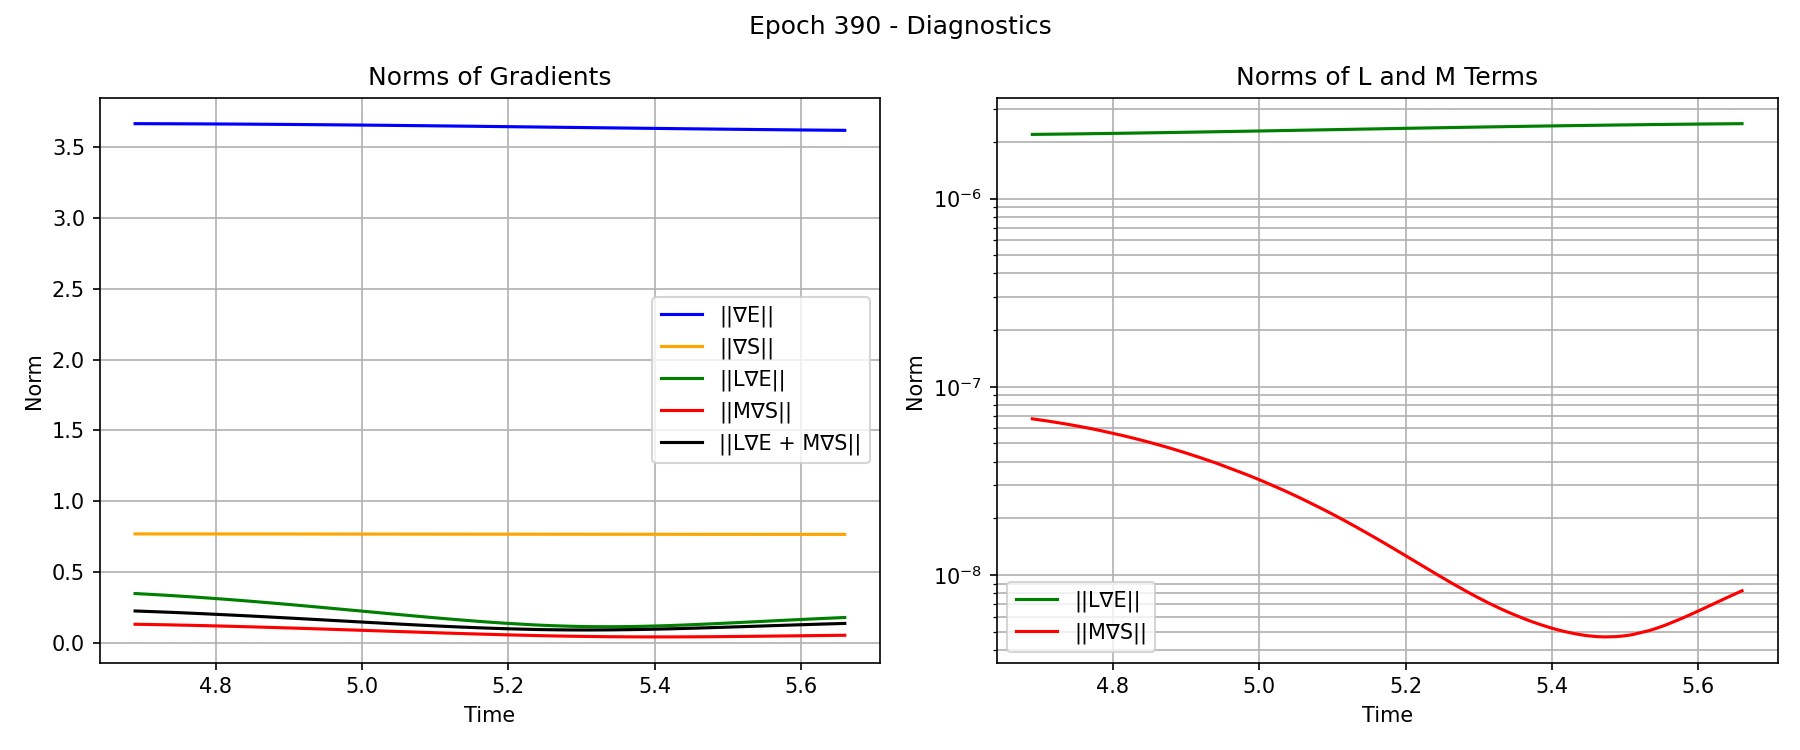 Epoch 390 - Diagnostics
Norms of Gradients
Norm
3.5
3.0
2.5
2.0
1.5
1.0
0.5
0.0
||∇E||
||∇S||
||L∇E||
||M∇S||
||L∇E + M∇S||
4.8
5.0
5.2
5.4
5.6
Time
Norms of L and M Terms
Norm
10⁻⁶
10⁻⁷
10⁻⁸
||L∇E||
||M∇S||
4.8
5.0
5.2
5.4
5.6
Time